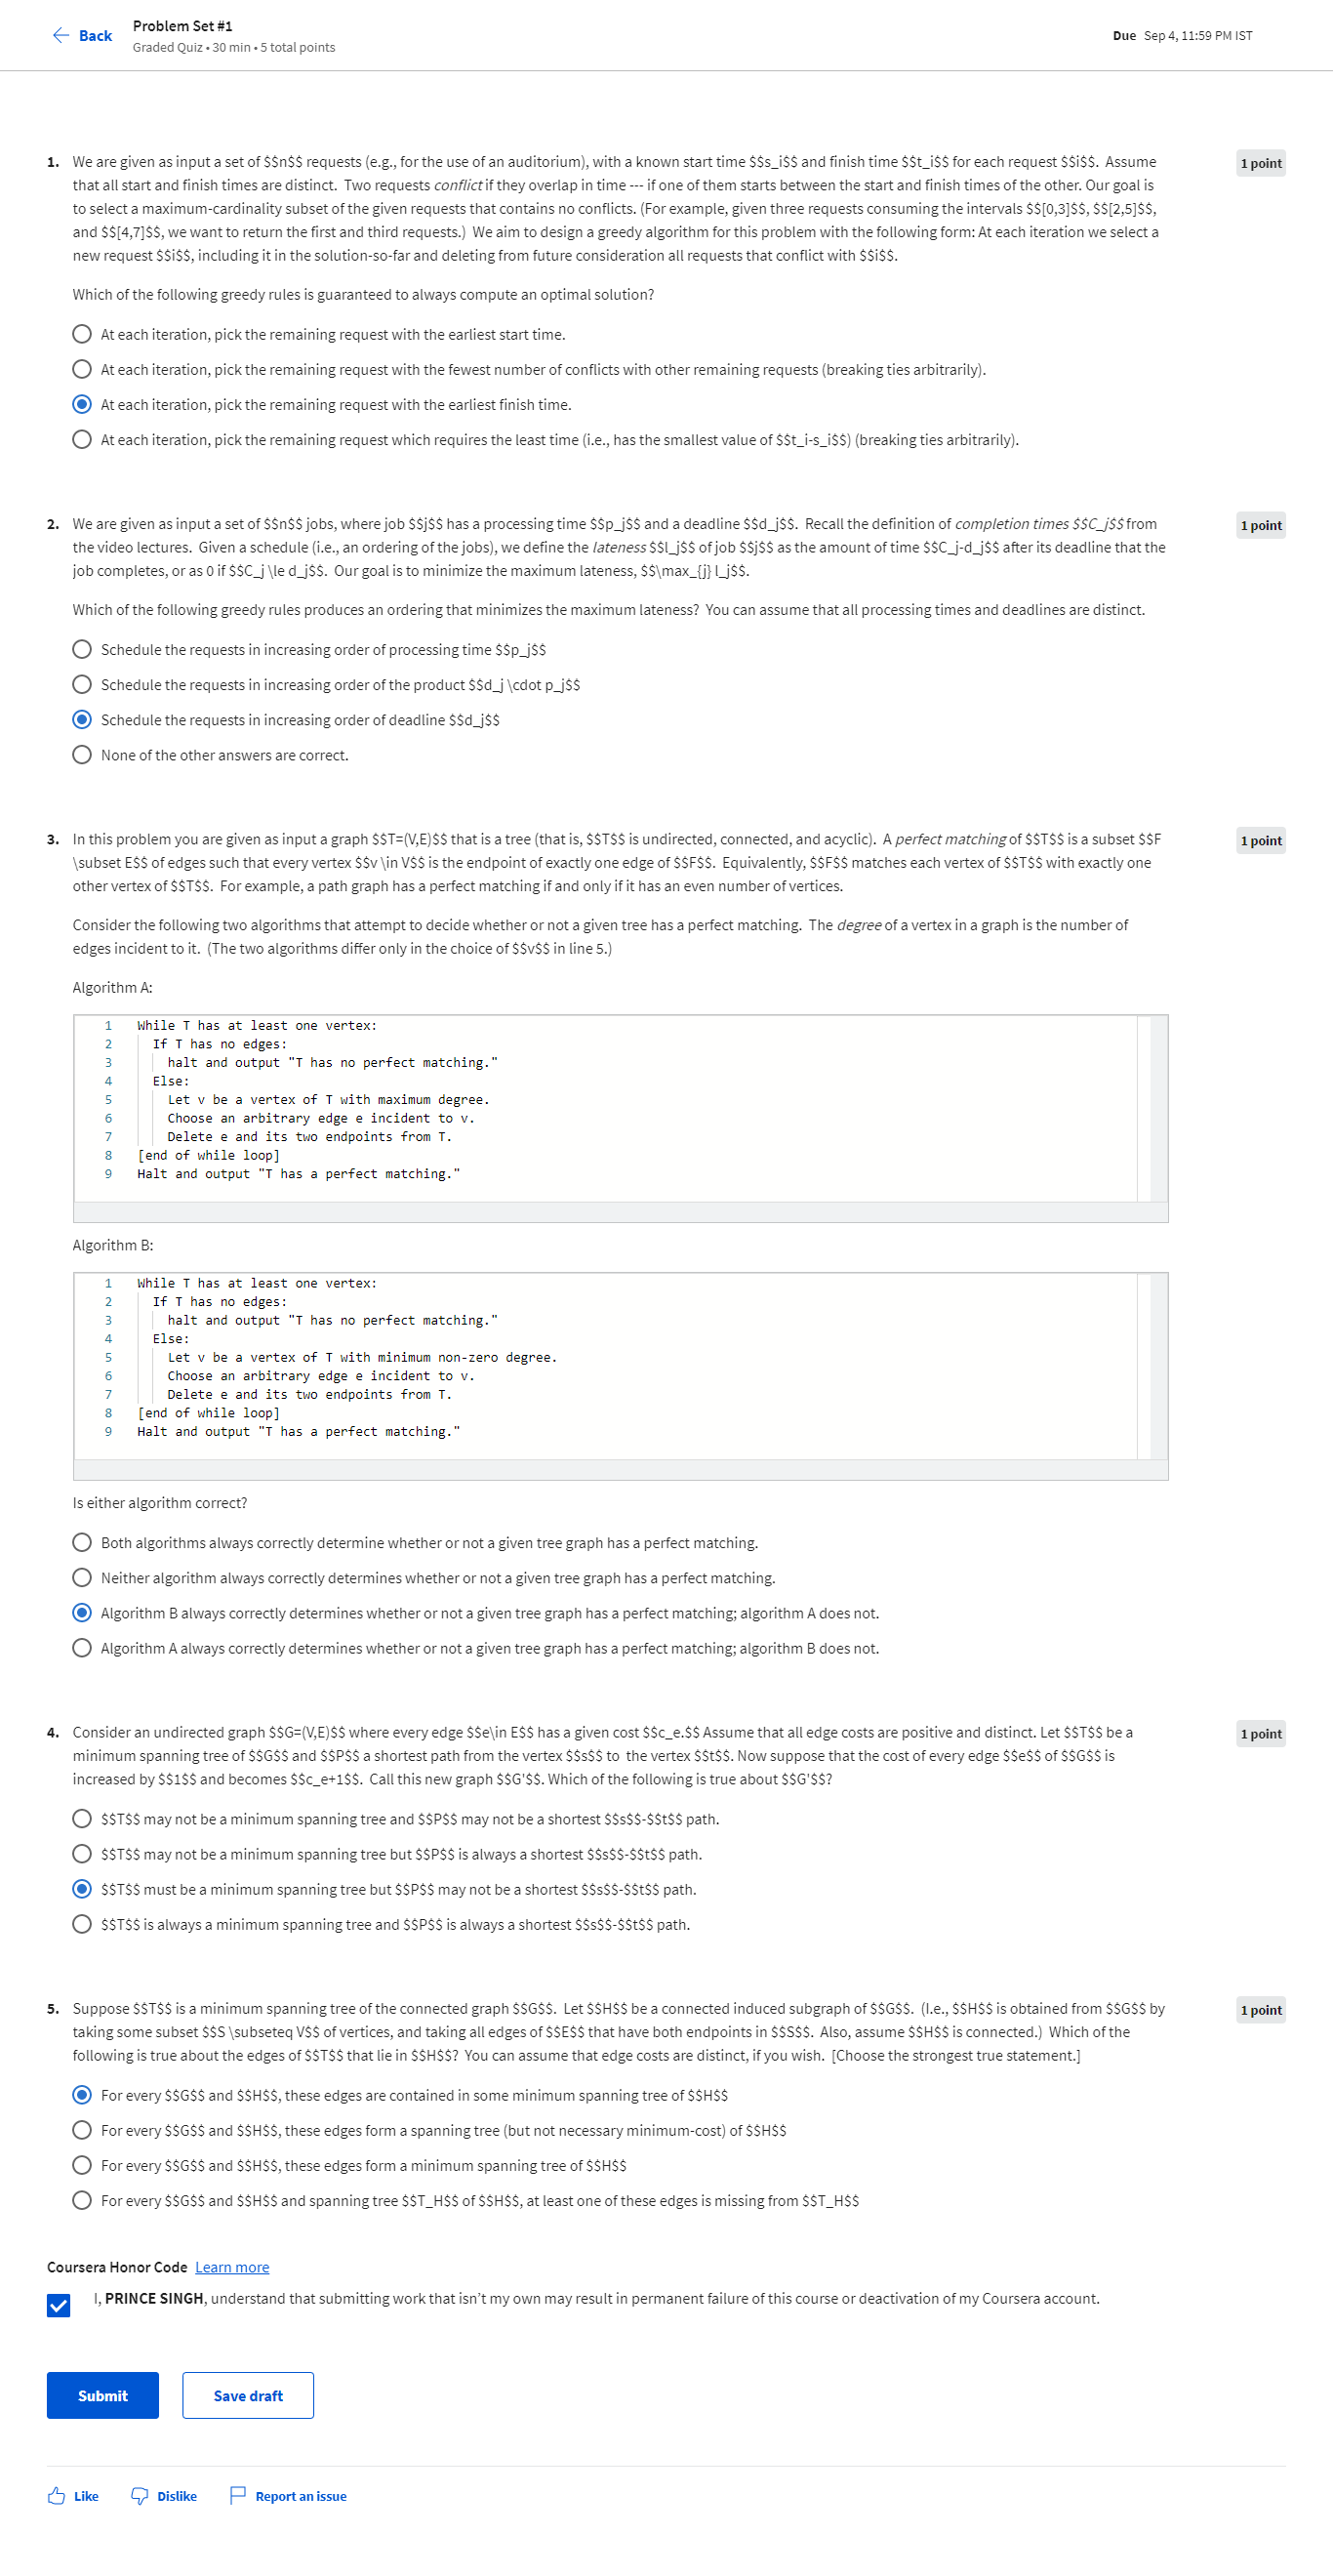 Back
Problem Set #1
Graded Quiz • 30 min • 5 total points
Due Sep 4, 11:59 PM IST
1. We are given as input a set of $$n$$ requests (e.g., for the use of an auditorium), with a known start time $$s_i$$ and finish time $$t_i$$ for each request $$i$$. Assume
that all start and finish times are distinct. Two requests conflict if they overlap in time --- if one of them starts between the start and finish times of the other. Our goal is
to select a maximum-cardinality subset of the given requests that contains no conflicts. (For example, given three requests consuming the intervals $$[0,3]$$, $$[2,5]$$,
and $$[4,7]$$, we want to return the first and third requests.) We aim to design a greedy algorithm for this problem with the following form: At each iteration we select a
new request $$i$$, including it in the solution-so-far and deleting from future consideration all requests that conflict with $$i$$.
1 point
Which of the following greedy rules is guaranteed to always compute an optimal solution?
At each iteration, pick the remaining request with the earliest start time.
At each iteration, pick the remaining request with the fewest number of conflicts with other remaining requests (breaking ties arbitrarily).
At each iteration, pick the remaining request with the earliest finish time.
At each iteration, pick the remaining request which requires the least time (i.e., has the smallest value of $$t_i-s_i$$) (breaking ties arbitrarily).
2. We are given as input a set of $$n$$ jobs, where job $$j$$ has a processing time $$p_j$$ and a deadline $$d_j$$. Recall the definition of completion times $$C_j$$ from
the video lectures. Given a schedule (i.e., an ordering of the jobs), we define the lateness $$l_j$$ of job $$j$$ as the amount of time $$C_j-d_j$$ after its deadline that the
job completes, or as 0 if $$C_j \le d_j$$. Our goal is to minimize the maximum lateness, $$\max_{j} l_j$$.
1 point
Which of the following greedy rules produces an ordering that minimizes the maximum lateness? You can assume that all processing times and deadlines are distinct.
Schedule the requests in increasing order of processing time $$p_j$$
Schedule the requests in increasing order of the product $$d_j \cdot p_j$$
Schedule the requests in increasing order of deadline $$d_j$$
None of the other answers are correct.
3. In this problem you are given as input a graph $$T=(V,E)$$ that is a tree (that is, $$T$$ is undirected, connected, and acyclic). A perfect matching of $$T$$ is a subset $$F
\subset E$$ of edges such that every vertex $$v \in V$$ is the endpoint of exactly one edge of $$F$$. Equivalently, $$F$$ matches each vertex of $$T$$ with exactly one
other vertex of $$T$$. For example, a path graph has a perfect matching if and only if it has an even number of vertices.
1 point
Consider the following two algorithms that attempt to decide whether or not a given tree has a perfect matching. The degree of a vertex in a graph is the number of
edges incident to it. (The two algorithms differ only in the choice of $$v$$ in line 5.)
Algorithm A:
1 While T has at least one vertex:
2 If T has no edges:
3 halt and output "T has no perfect matching."
4 Else:
5 Let v be a vertex of T with maximum degree.
6 Choose an arbitrary edge e incident to v.
7 Delete e and its two endpoints from T.
8 [end of while loop]
9 Halt and output "T has a perfect matching."
Algorithm B:
1 While T has at least one vertex:
2 If T has no edges:
3 halt and output "T has no perfect matching."
4 Else:
5 Let v be a vertex of T with minimum non-zero degree.
6 Choose an arbitrary edge e incident to v.
7 Delete e and its two endpoints from T.
8 [end of while loop]
9 Halt and output "T has a perfect matching."
Is either algorithm correct?
Both algorithms always correctly determine whether or not a given tree graph has a perfect matching.
Neither algorithm always correctly determines whether or not a given tree graph has a perfect matching.
Algorithm B always correctly determines whether or not a given tree graph has a perfect matching; algorithm A does not.
Algorithm A always correctly determines whether or not a given tree graph has a perfect matching; algorithm B does not.
4. Consider an undirected graph $$G=(V,E)$$ where every edge $$e\in E$$ has a given cost $$c_e.$$ Assume that all edge costs are positive and distinct. Let $$T$$ be a
minimum spanning tree of $$G$$ and $$P$$ a shortest path from the vertex $$s$$ to the vertex $$t$$. Now suppose that the cost of every edge $$e$$ of $$G$$ is
increased by $$1$$ and becomes $$c_e+1$$. Call this new graph $$G'$$. Which of the following is true about $$G'$$?
1 point
$$T$$ may not be a minimum spanning tree and $$P$$ may not be a shortest $$s$$-$$t$$ path.
$$T$$ may not be a minimum spanning tree but $$P$$ is always a shortest $$s$$-$$t$$ path.
$$T$$ must be a minimum spanning tree but $$P$$ may not be a shortest $$s$$-$$t$$ path.
$$T$$ is always a minimum spanning tree and $$P$$ is always a shortest $$s$$-$$t$$ path.
5. Suppose $$T$$ is a minimum spanning tree of the connected graph $$G$$. Let $$H$$ be a connected induced subgraph of $$G$$. (I.e., $$H$$ is obtained from $$G$$ by
taking some subset $$S \subseteq V$$ of vertices, and taking all edges of $$E$$ that have both endpoints in $$S$$. Also, assume $$H$$ is connected.) Which of the
following is true about the edges of $$T$$ that lie in $$H$$? You can assume that edge costs are distinct, if you wish. [Choose the strongest true statement.]
1 point
For every $$G$$ and $$H$$, these edges are contained in some minimum spanning tree of $$H$$
For every $$G$$ and $$H$$, these edges form a spanning tree (but not necessary minimum-cost) of $$H$$
For every $$G$$ and $$H$$, these edges form a minimum spanning tree of $$H$$
For every $$G$$ and $$H$$ and spanning tree $$T_H$$ of $$H$$, at least one of these edges is missing from $$T_H$$
Coursera Honor Code Learn more
I, PRINCE SINGH, understand that submitting work that isn't my own may result in permanent failure of this course or deactivation of my Coursera account.
Submit
Save draft
Like
Dislike
Report an issue